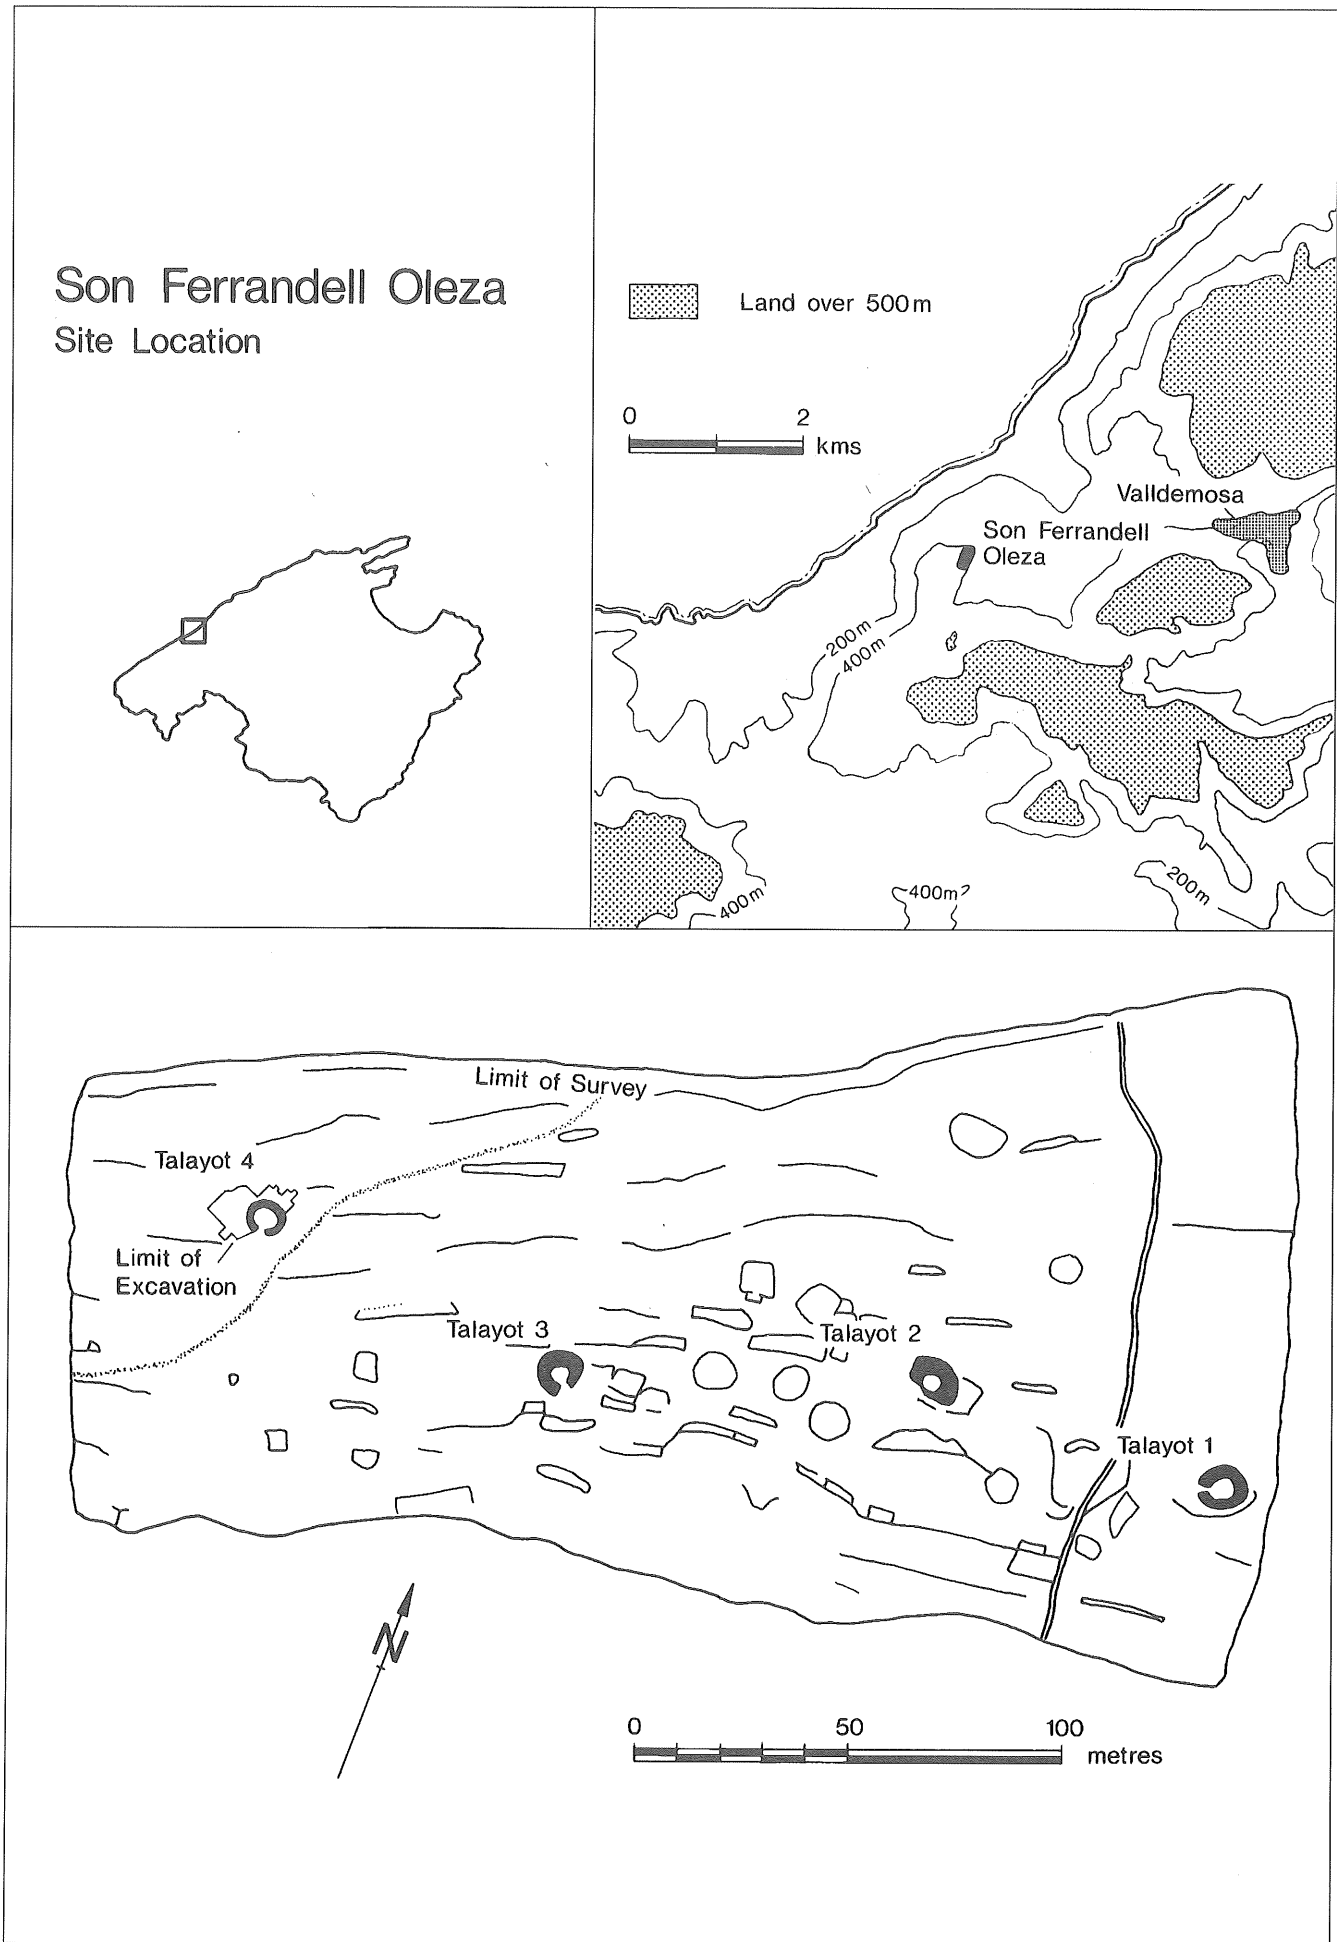 Son Ferrandell Oleza
Site Location
Land over 500m
0 2
kms
Valldemosa
Son Ferrandell
Oleza
200m
400m
400m
400m?
200m
Limit of Survey
Talayot 4
Limit of
Excavation
Talayot 3
Talayot 2
Talayot 1
N
0 50 100
metres